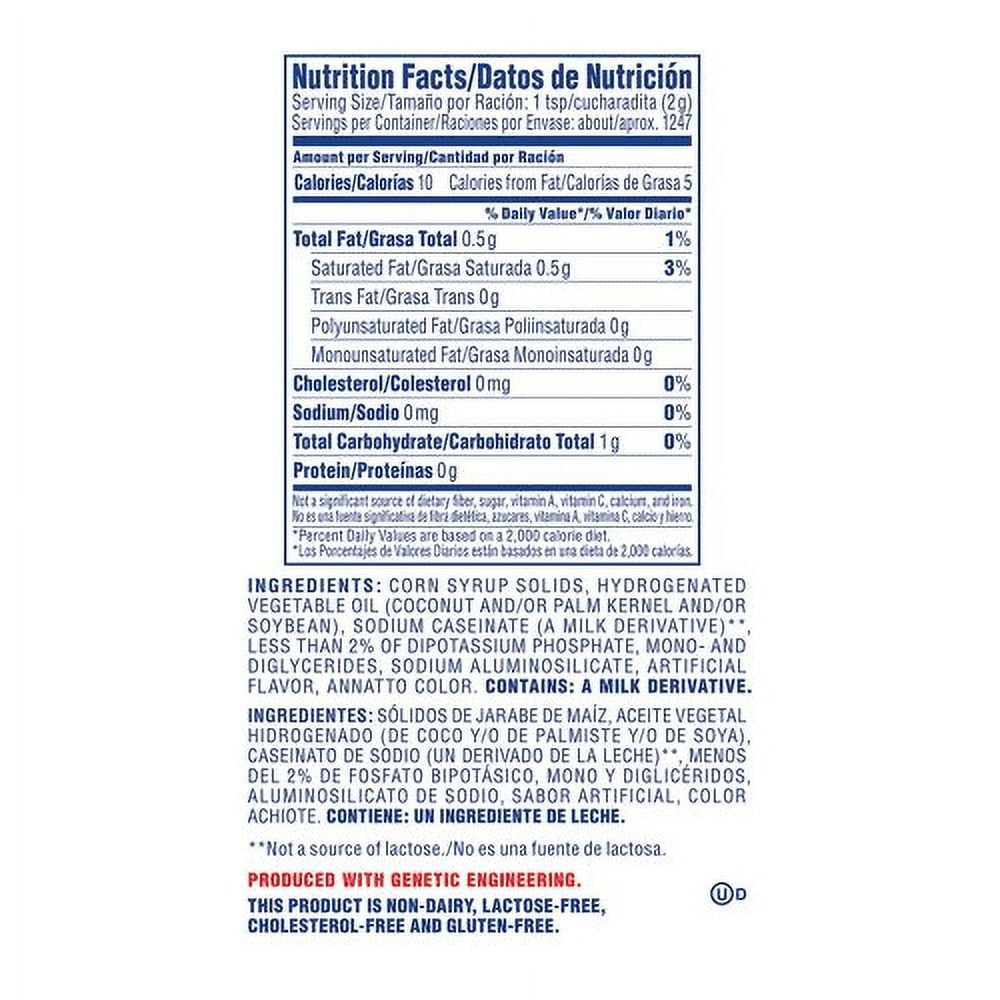 Nutrition Facts/Datos de Nutrición
Serving Size/Tamaño por Ración: 1 tsp/cucharadita (2g)
Servings per Container/Raciones por Envase: about/aprox. 1247
Amount per Serving/Cantidad por Ración
Calories/Calorías 10 Calories from Fat/Calorías de Grasa 5
% Daily Value*/% Valor Diario*
Total Fat/Grasa Total 0.5g 1%
Saturated Fat/Grasa Saturada 0.5g 3%
Trans Fat/Grasa Trans 0g
Polyunsaturated Fat/Grasa Poliinsaturada 0g
Monounsaturated Fat/Grasa Monoinsaturada 0g
Cholesterol/Colesterol 0mg 0%
Sodium/Sodio 0mg 0%
Total Carbohydrate/Carbohidrato Total 1g 0%
Protein/Proteínas 0g
Not a significant source of dietary fiber, sugar, vitamin A, vitamin C, calcium, and iron.
No es una fuente significativa de fibra dietética, azucares, vitamina A, vitamina C, calcio y hierro.
*Percent Daily Values are based on a 2,000 calorie diet.
*Los Porcentajes de Valores Diarios están basados en una dieta de 2,000 calorías.
INGREDIENTS: CORN SYRUP SOLIDS, HYDROGENATED
VEGETABLE OIL (COCONUT AND/OR PALM KERNEL AND/OR
SOYBEAN), SODIUM CASEINATE (A MILK DERIVATIVE)**,
LESS THAN 2% OF DIPOTASSIUM PHOSPHATE, MONO- AND
DIGLYCERIDES, SODIUM ALUMINOSILICATE, ARTIFICIAL
FLAVOR, ANNATTO COLOR. CONTAINS: A MILK DERIVATIVE.
INGREDIENTES: SÓLIDOS DE JARABE DE MAÍZ, ACEITE VEGETAL
HIDROGENADO (DE COCO Y/O DE PALMISTE Y/O DE SOYA),
CASEINATO DE SODIO (UN DERIVADO DE LA LECHE)**, MENOS
DEL 2% DE FOSFATO BIPOTÁSICO, MONO Y DIGLICÉRIDOS,
ALUMINOSILICATO DE SODIO, SABOR ARTIFICIAL, COLOR
ACHIOTE. CONTIENE: UN INGREDIENTE DE LECHE.
**Not a source of lactose./No es una fuente de lactosa.
PRODUCED WITH GENETIC ENGINEERING.
THIS PRODUCT IS NON-DAIRY, LACTOSE-FREE,
CHOLESTEROL-FREE AND GLUTEN-FREE.
U D